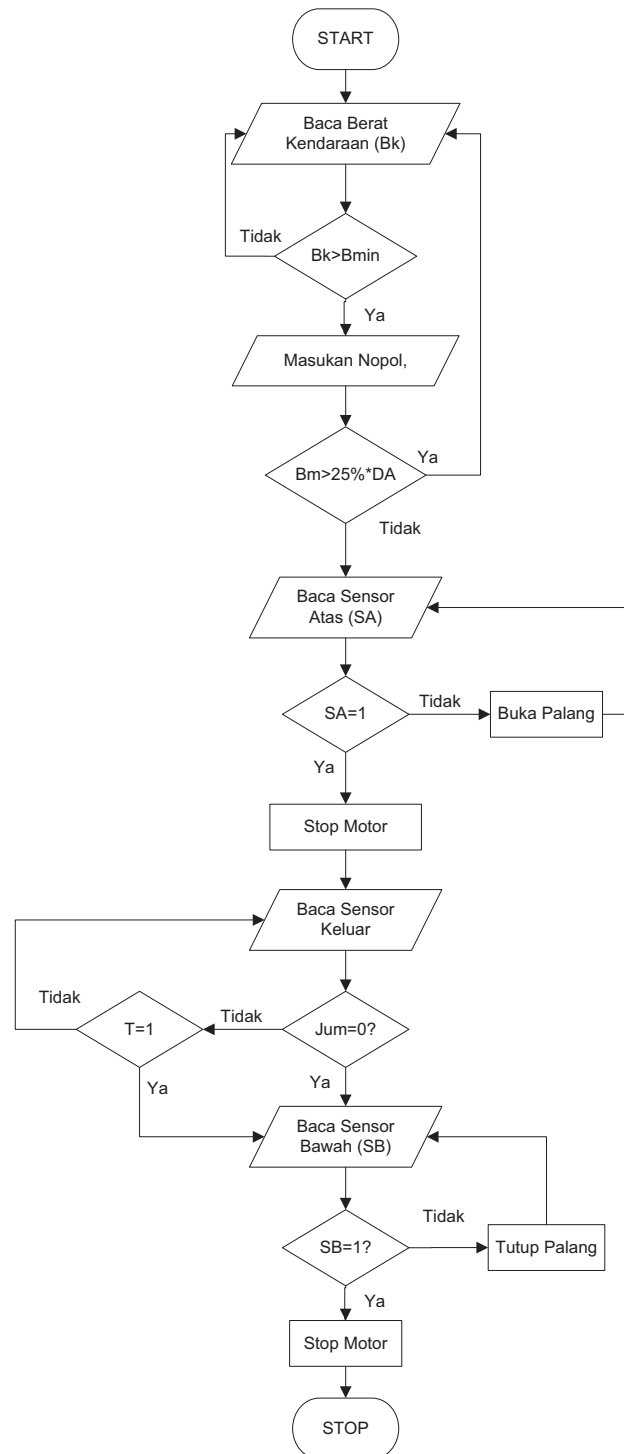 START
Baca Berat
Kendaraan (Bk)
Tidak
Bk>Bmin
Ya
Masukan Nopol,
Bm>25%*DA
Ya
Tidak
Baca Sensor
Atas (SA)
SA=1
Tidak
Buka Palang
Ya
Stop Motor
Baca Sensor
Keluar
Tidak
T=1
Tidak
Jum=0?
Ya
Ya
Baca Sensor
Bawah (SB)
SB=1?
Tidak
Tutup Palang
Ya
Stop Motor
STOP